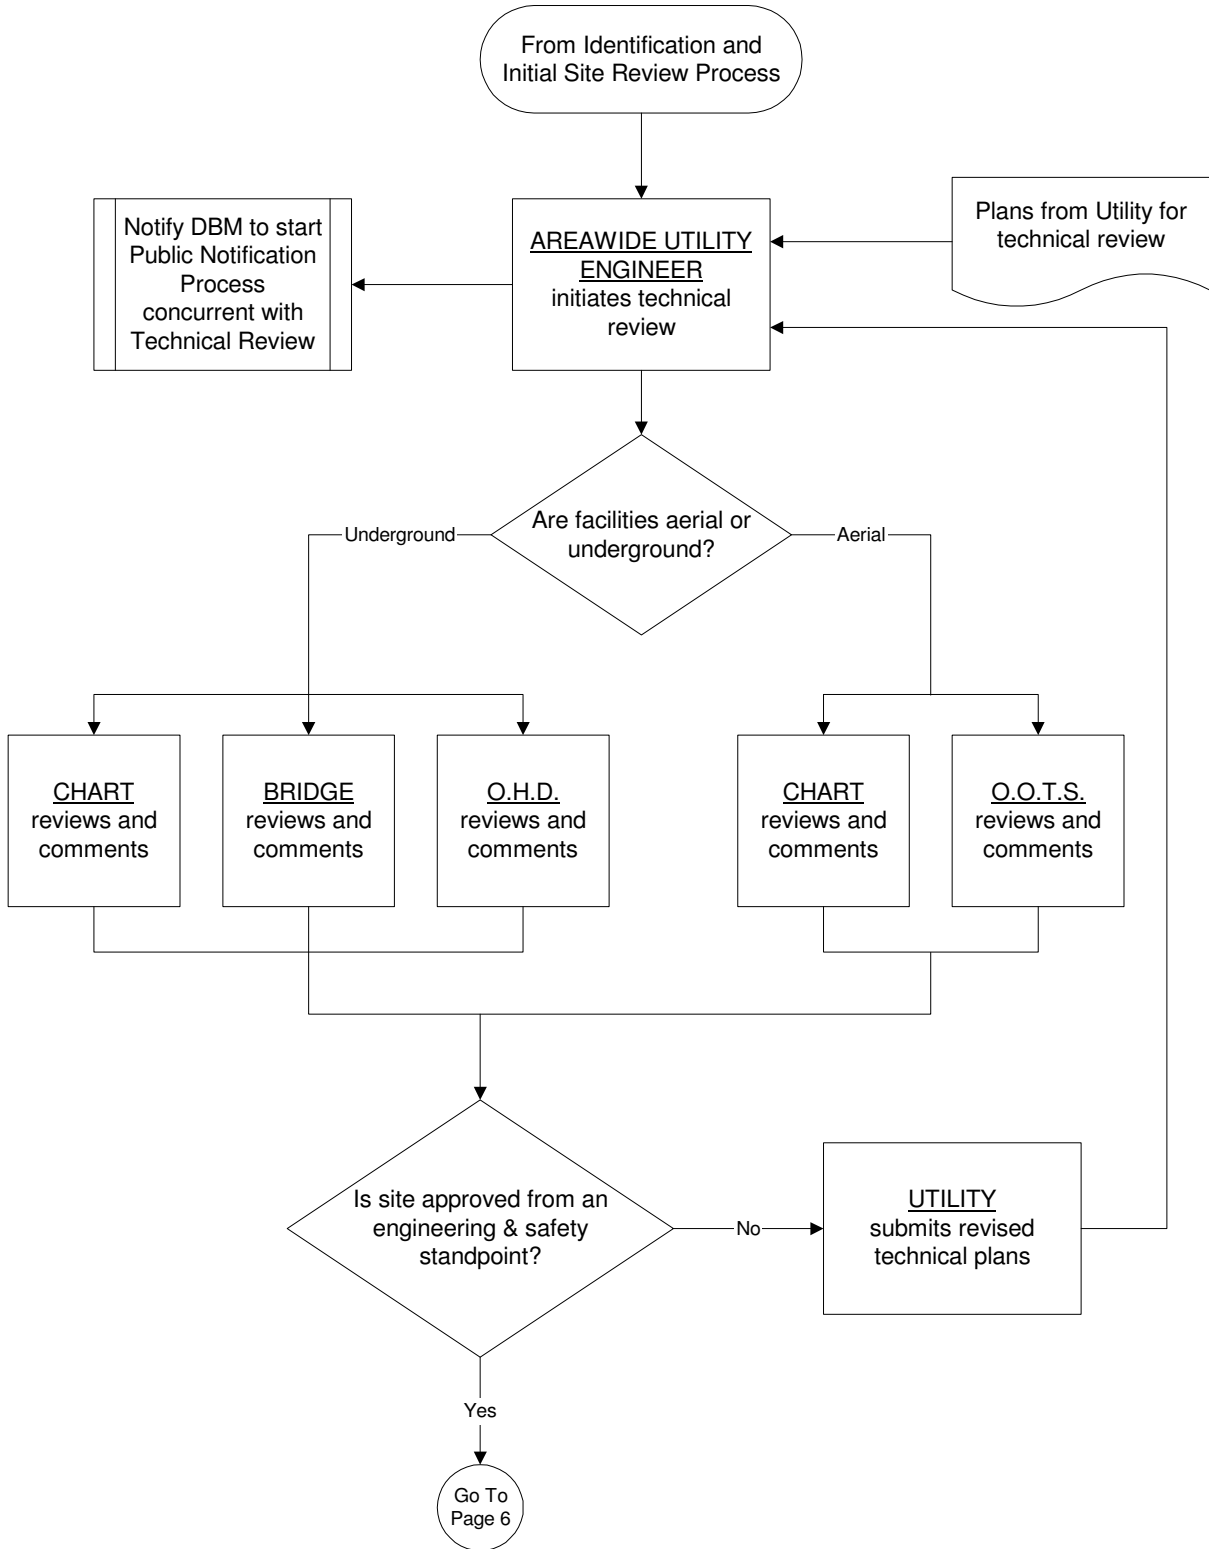 From Identification and
Initial Site Review Process
Notify DBM to start
Public Notification
Process
concurrent with
Technical Review
AREAWIDE UTILITY
ENGINEER
initiates technical
review
Plans from Utility for
technical review
Are facilities aerial or
underground?
Underground
Aerial
CHART
reviews and
comments
BRIDGE
reviews and
comments
O.H.D.
reviews and
comments
CHART
reviews and
comments
O.O.T.S.
reviews and
comments
Is site approved from an
engineering & safety
standpoint?
No
UTILITY
submits revised
technical plans
Yes
Go To
Page 6